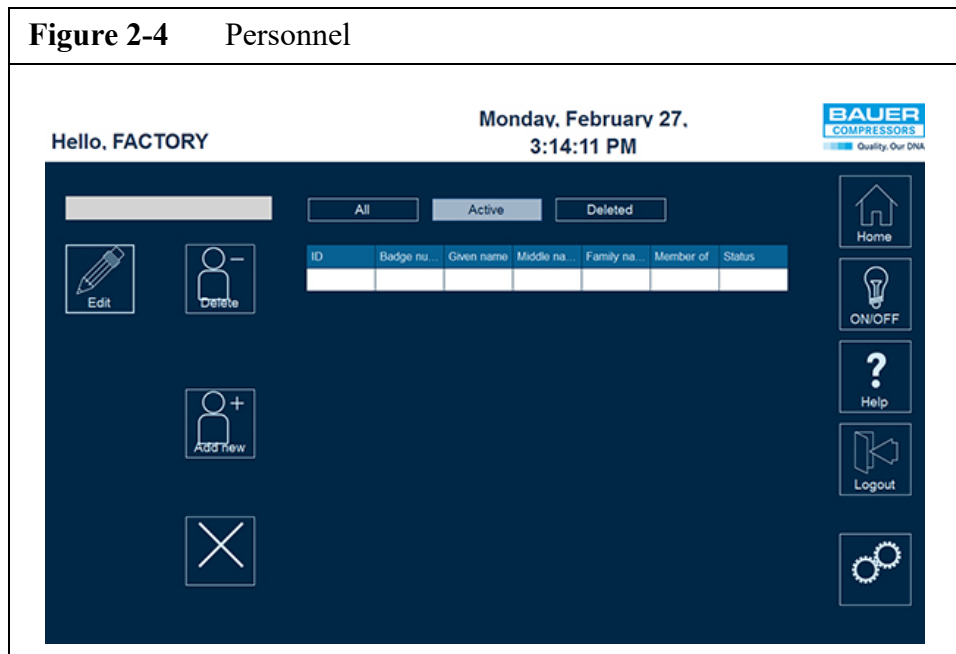 Figure 2-4 Personnel
Hello, FACTORY
Monday, February 27,
3:14:11 PM
BAUER
COMPRESSORS
Quality. Our DNA
All Active Deleted
ID Badge nu... Given name Middle na... Family na... Member of Status
Edit
Delete
Add new
Home
ON/OFF
?
Help
Logout